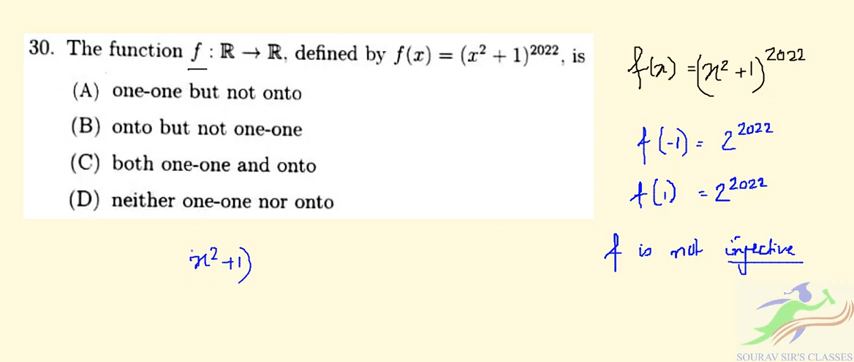 30. The function f : ℝ → ℝ, defined by f(x) = (x² + 1)²⁰²², is
(A) one-one but not onto
(B) onto but not one-one
(C) both one-one and onto
(D) neither one-one nor onto
x²+1)
f(x) = (x² +1)²⁰²²
f(-1) = 2²⁰²²
f(1) = 2²⁰²²
f is not injective
SOURAV SIR'S CLASSES